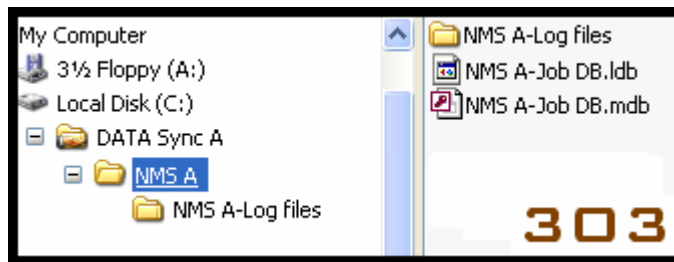 My Computer
3½ Floppy (A:)
Local Disk (C:)
DATA Sync A
NMS A
NMS A-Log files
NMS A-Log files
NMS A-Job DB.ldb
NMS A-Job DB.mdb
303